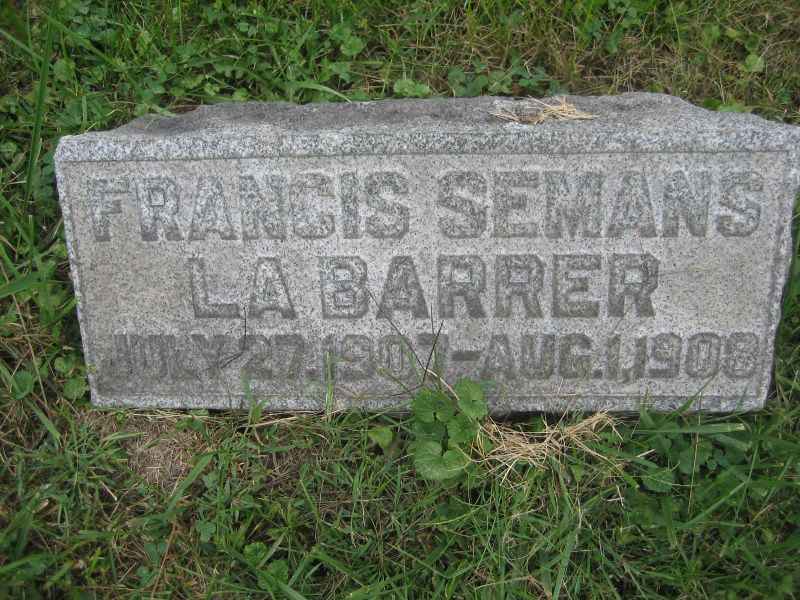 FRANCIS SEMANS
LA BARRER
JULY 27, 1907 - AUG. 1, 1908